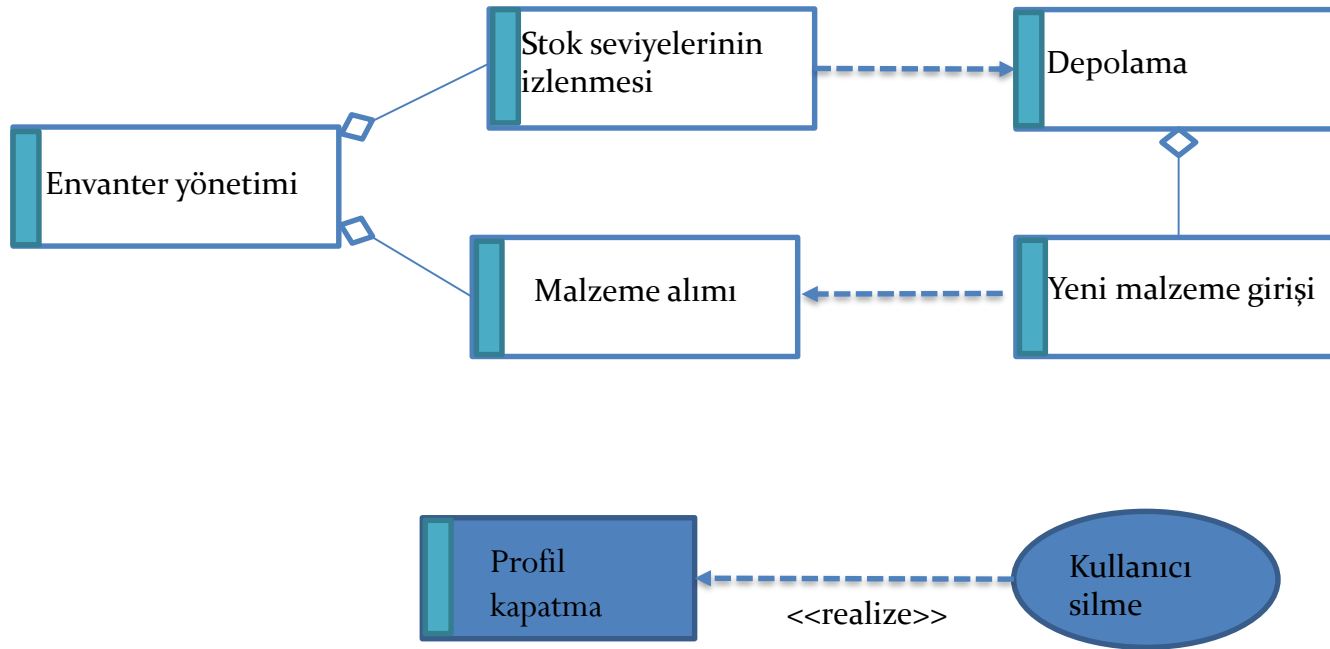 Stok seviyelerinin
izlenmesi
Depolama
Envanter yönetimi
Malzeme alımı
Yeni malzeme girişi
Profil
kapatma
<<realize>>
Kullanıcı
silme